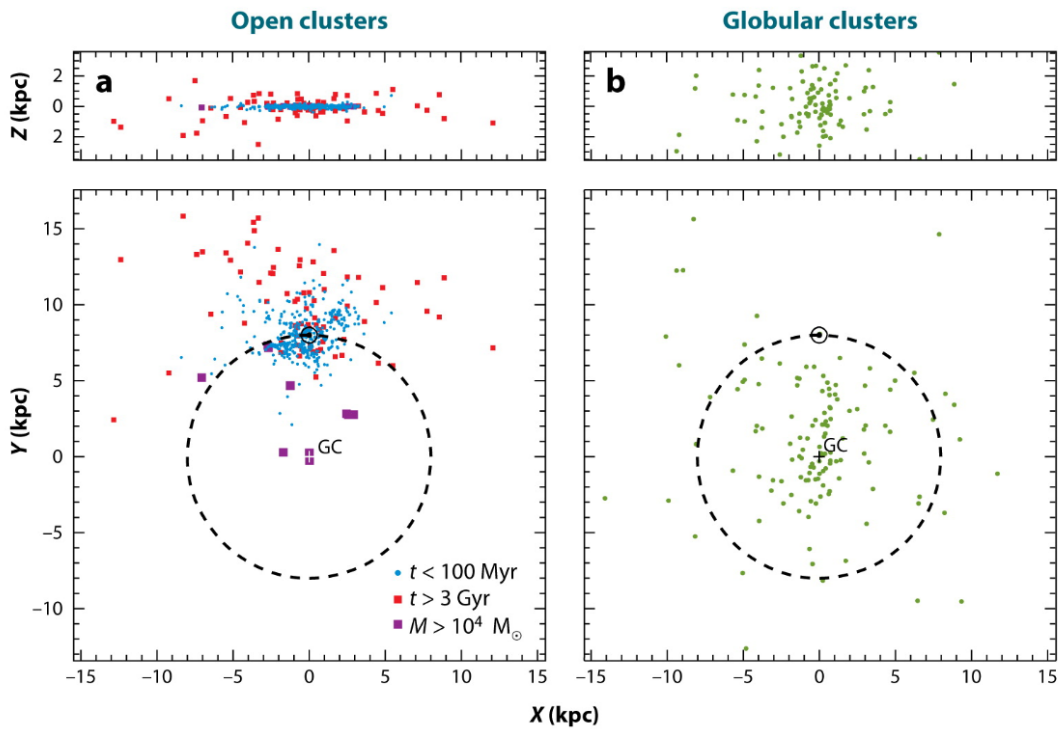 Open clusters
Globular clusters
a
b
Z (kpc)
2
0
2
2
0
2
Y (kpc)
15
10
5
0
−5
−10
GC
GC
t < 100 Myr
t > 3 Gyr
M > 10⁴ M☉
−15 −10 −5 0 5 10 15
−15 −10 −5 0 5 10 15
X (kpc)